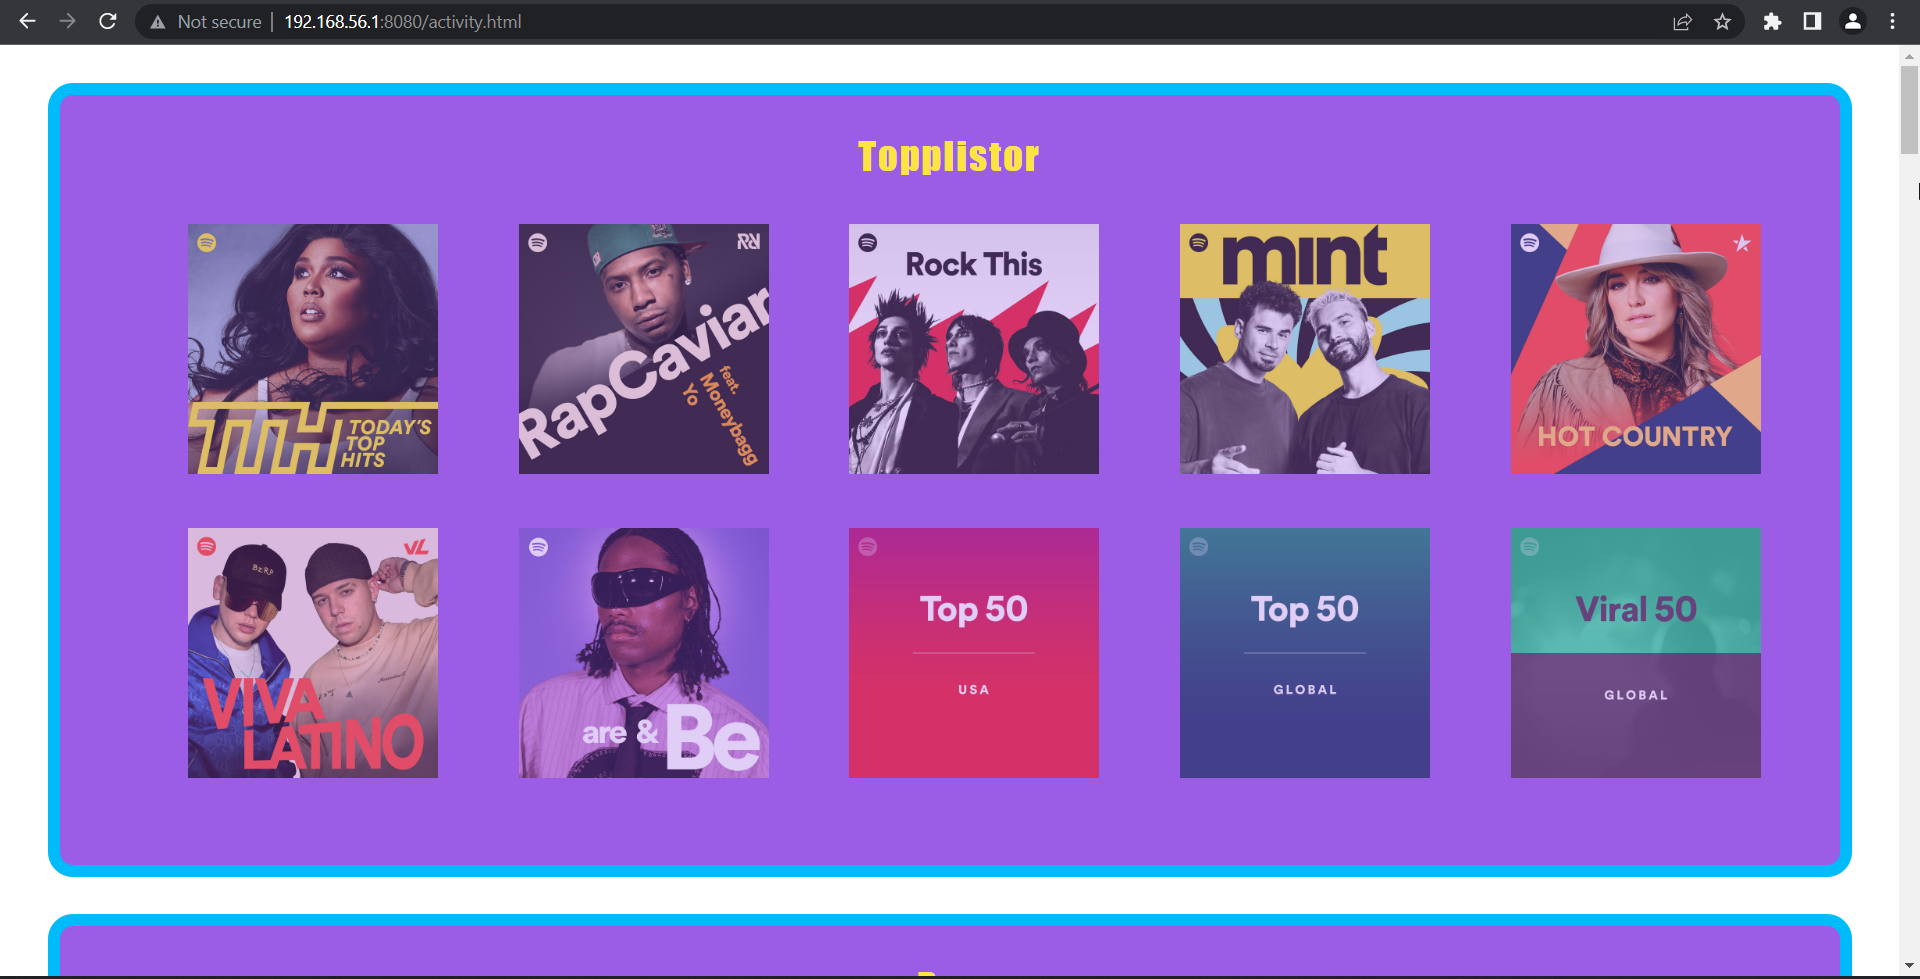 Not secure
192.168.56.1:8080/activity.html
Topplistor
TODAY'S
TOP
HITS
RapCaviar
feat.
Moneybagg
Yo
Rock This
mint
HOT COUNTRY
BERD
VL
VIVA
LATINO
are & Be
Top 50
USA
Top 50
GLOBAL
Viral 50
GLOBAL